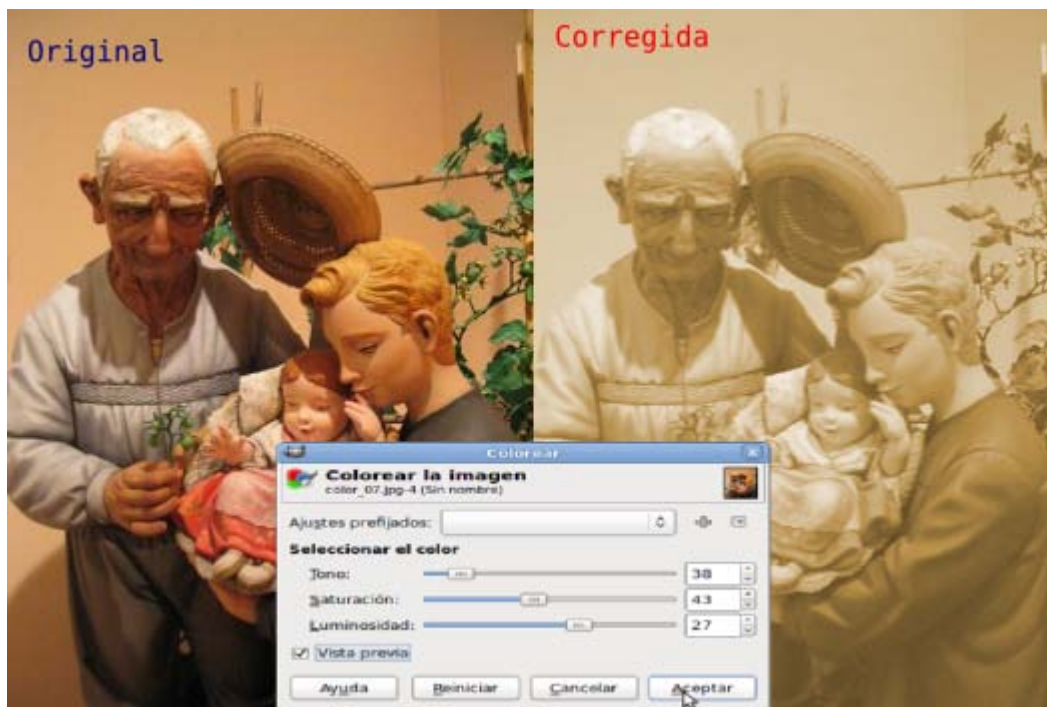 Original
Corregida
Colorear
Colorear la imagen
color_07.jpg-4 (Sin nombre)
Ajustes prefijados:
Seleccionar el color
Tono: 38
Saturación: 43
Luminosidad: 27
Vista previa
Ayuda Reiniciar Cancelar Aceptar